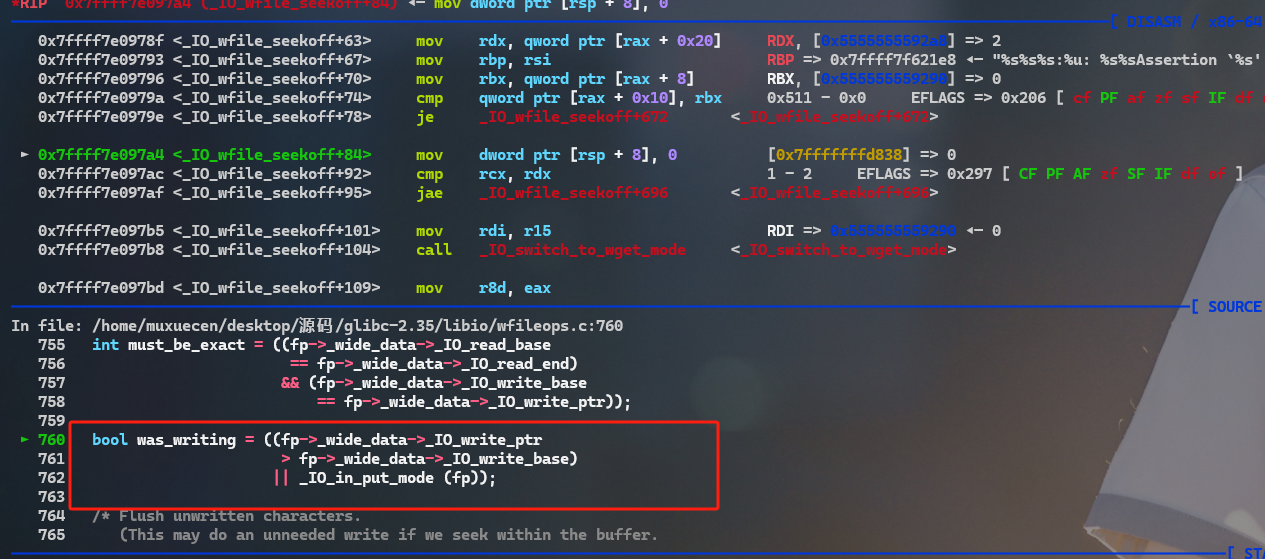 *RIP  0x7ffff7e097a4 (_IO_wfile_seekoff+84) ◂— mov dword ptr [rsp + 8], 0
[ DISASM / x86-64
0x7ffff7e0978f <_IO_wfile_seekoff+63>    mov    rdx, qword ptr [rax + 0x20]    RDX, [0x5555555592a8] => 2
0x7ffff7e09793 <_IO_wfile_seekoff+67>    mov    rbp, rsi    RBP => 0x7ffff7f621e8 ◂— "%s%s%s:%u: %s%sAssertion `%s'
0x7ffff7e09796 <_IO_wfile_seekoff+70>    mov    rbx, qword ptr [rax + 8]    RBX, [0x555555559290] => 0
0x7ffff7e0979a <_IO_wfile_seekoff+74>    cmp    qword ptr [rax + 0x10], rbx    0x511 - 0x0    EFLAGS => 0x206 [ cf PF af zf sf IF df
0x7ffff7e0979e <_IO_wfile_seekoff+78>    je    _IO_wfile_seekoff+672    <_IO_wfile_seekoff+672>
► 0x7ffff7e097a4 <_IO_wfile_seekoff+84>    mov    dword ptr [rsp + 8], 0    [0x7fffffffd838] => 0
0x7ffff7e097ac <_IO_wfile_seekoff+92>    cmp    rcx, rdx    1 - 2    EFLAGS => 0x297 [ CF PF AF zf SF IF df of ]
0x7ffff7e097af <_IO_wfile_seekoff+95>    jae    _IO_wfile_seekoff+696    <_IO_wfile_seekoff+696>
0x7ffff7e097b5 <_IO_wfile_seekoff+101>    mov    rdi, r15    RDI => 0x555555559290 ◂— 0
0x7ffff7e097b8 <_IO_wfile_seekoff+104>    call    _IO_switch_to_wget_mode    <_IO_switch_to_wget_mode>
0x7ffff7e097bd <_IO_wfile_seekoff+109>    mov    r8d, eax
[ SOURCE
In file: /home/muxuecen/desktop/源码/glibc-2.35/libio/wfileops.c:760
755   int must_be_exact = ((fp->_wide_data->_IO_read_base
756                         == fp->_wide_data->_IO_read_end)
757                        && (fp->_wide_data->_IO_write_base
758                            == fp->_wide_data->_IO_write_ptr));
759
► 760   bool was_writing = ((fp->_wide_data->_IO_write_ptr
761                        > fp->_wide_data->_IO_write_base)
762                       || _IO_in_put_mode (fp));
763
764   /* Flush unwritten characters.
765      (This may do an unneeded write if we seek within the buffer.
[ STA